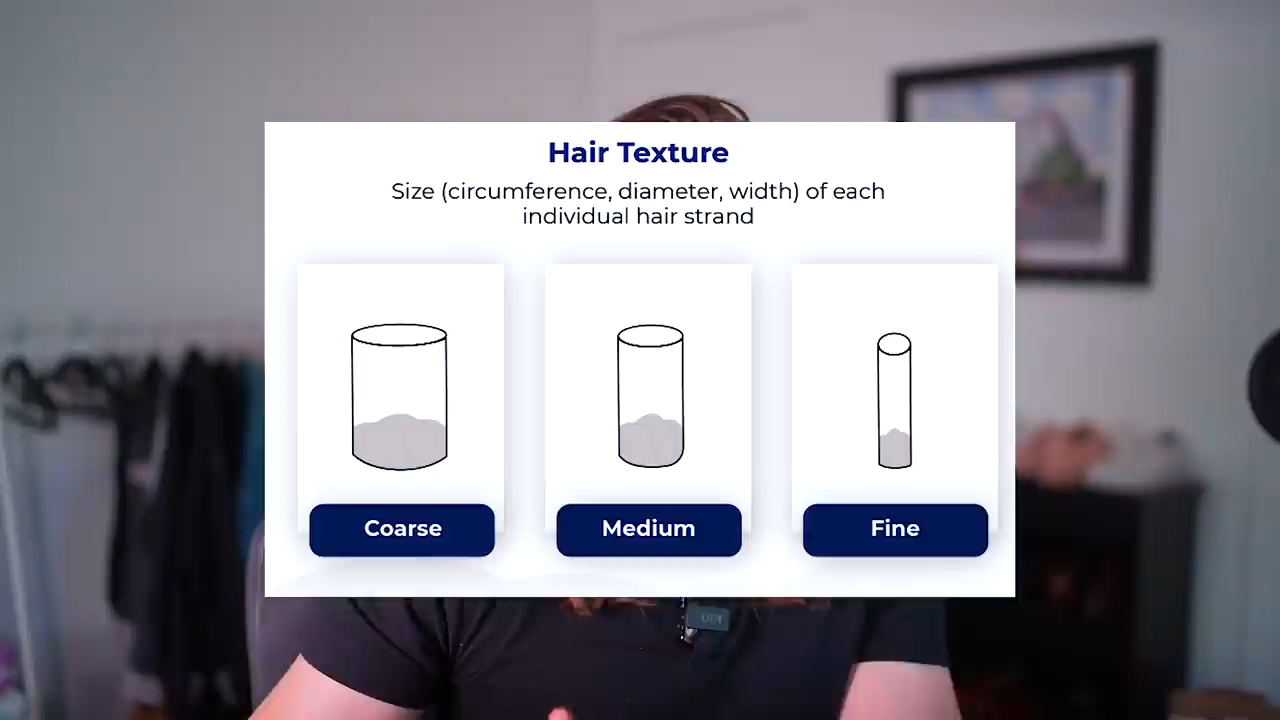 Hair Texture
Size (circumference, diameter, width) of each
individual hair strand
Coarse
Medium
Fine